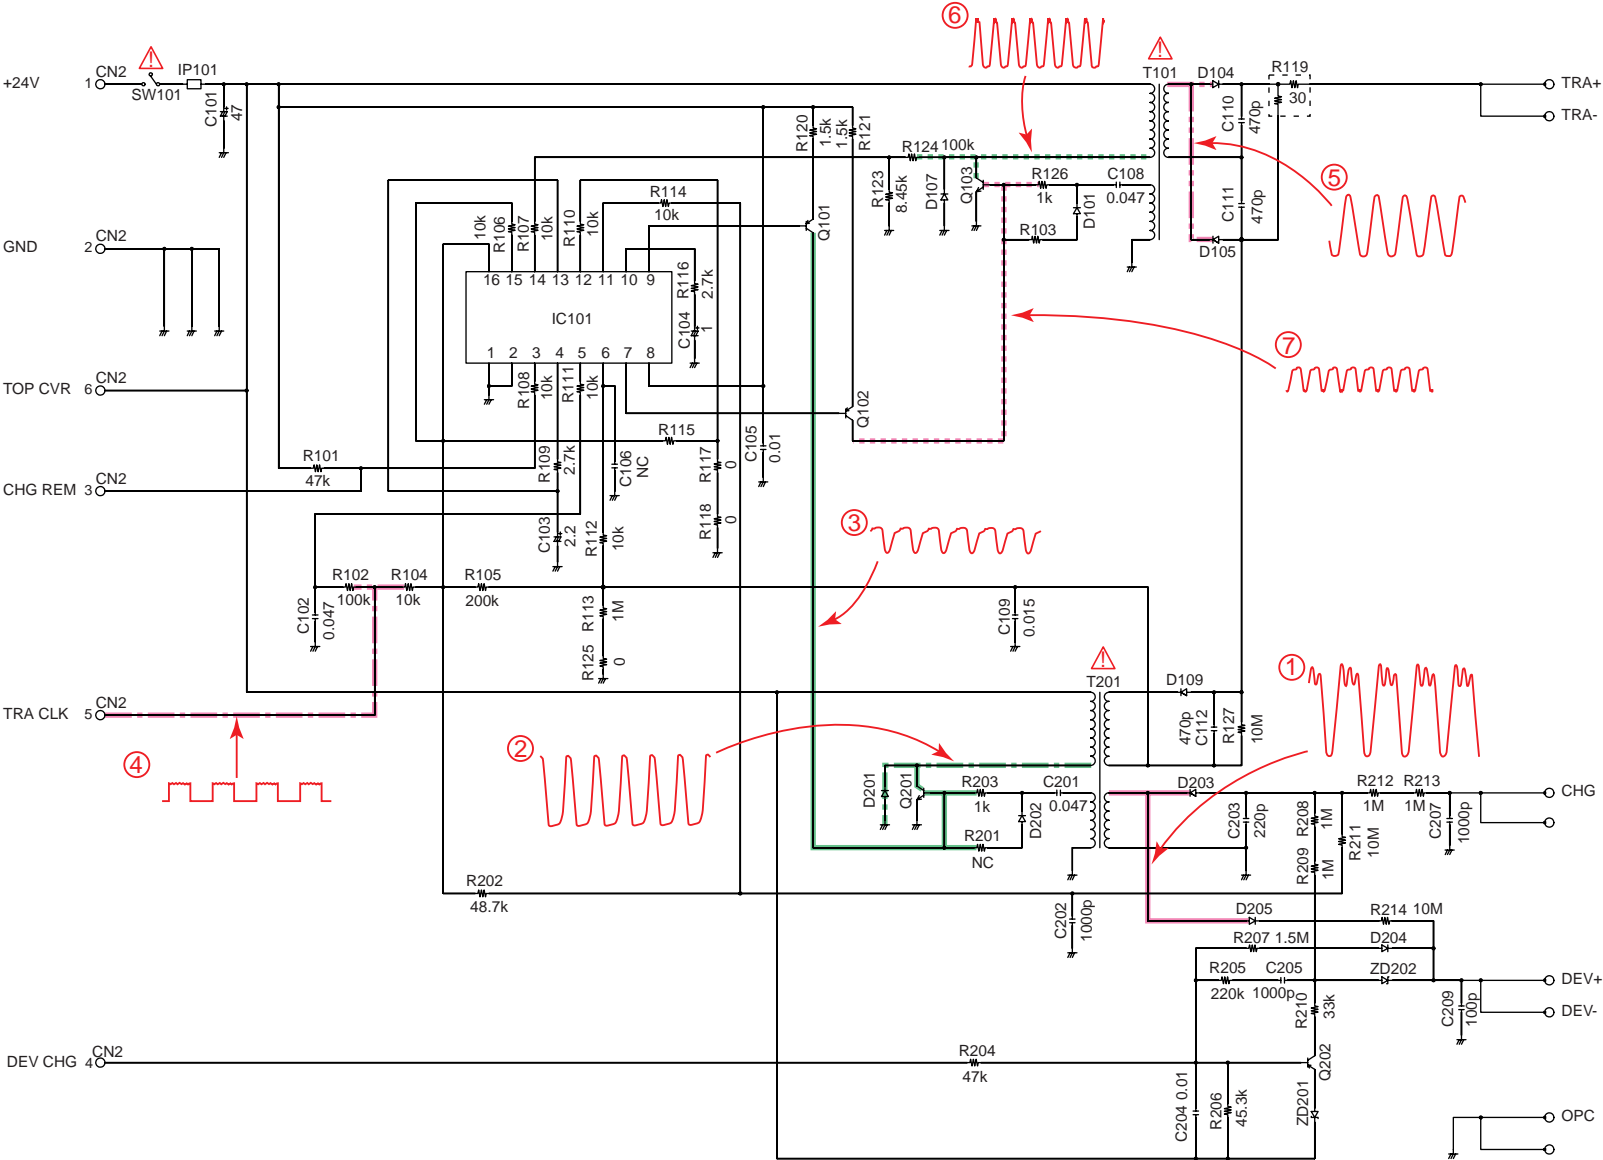 ⑥
+24V
1
CN2
SW101
IP101
C101
47
T101
D104
R119
30
TRA+
TRA-
C110
470p
R120
1.5k
1.5k
R121
R124 100k
R123
8.45k
D107
Q103
R126
1k
C108
0.047
D101
R103
⑤
C111
470p
D105
R114
10k
10k
R106
R107
10k
R110
10k
Q101
GND
2
CN2
16 15 14 13 12 11 10 9
IC101
1 2 3 4 5 6 7 8
R116
2.7k
C104
1
⑦
TOP CVR
6
CN2
R108
10k
R111
10k
Q102
R115
R101
47k
R109
2.7k
C106
NC
R117
0
C105
0.01
CHG REM
3
CN2
C103
2.2
R112
10k
R118
0
③
R102
100k
R104
10k
R105
200k
C102
0.047
R113
1M
R125
0
C109
0.015
TRA CLK
5
CN2
④
②
T201
D109
470p
C112
R127
10M
①
D201
Q201
R203
1k
C201
0.047
D202
R201
NC
D203
C203
220p
R208
1M
R209
1M
R211
10M
R212
1M
R213
1M
C207
1000p
CHG
R202
48.7k
C202
1000p
D205
R214 10M
R207 1.5M
D204
R205
220k
C205
1000p
ZD202
R210
33k
C209
100p
DEV+
DEV-
DEV CHG
4
CN2
R204
47k
Q202
C204 0.01
R206
45.3k
ZD201
OPC